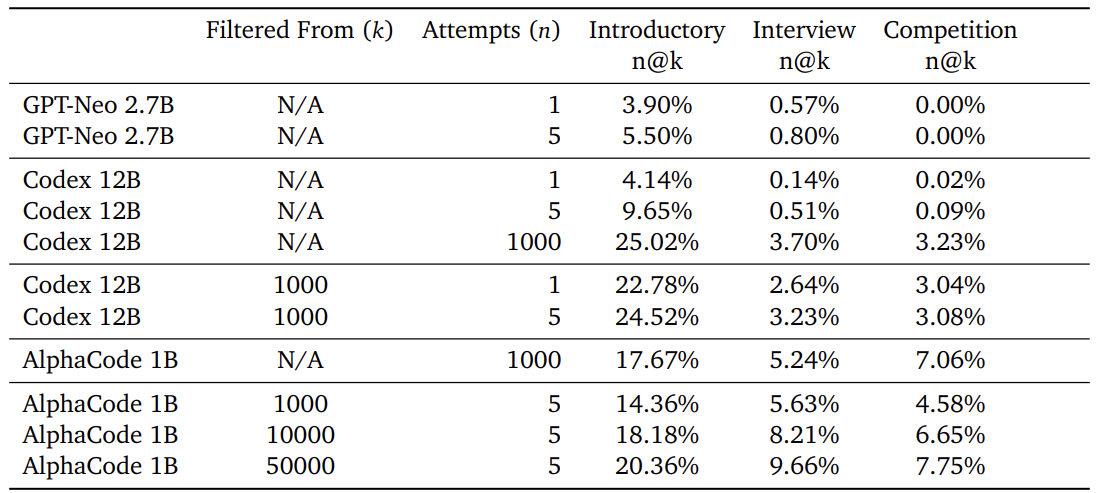 Filtered From (k) Attempts (n) Introductory Interview Competition
n@k n@k n@k
GPT-Neo 2.7B N/A 1 3.90% 0.57% 0.00%
GPT-Neo 2.7B N/A 5 5.50% 0.80% 0.00%
Codex 12B N/A 1 4.14% 0.14% 0.02%
Codex 12B N/A 5 9.65% 0.51% 0.09%
Codex 12B N/A 1000 25.02% 3.70% 3.23%
Codex 12B 1000 1 22.78% 2.64% 3.04%
Codex 12B 1000 5 24.52% 3.23% 3.08%
AlphaCode 1B N/A 1000 17.67% 5.24% 7.06%
AlphaCode 1B 1000 5 14.36% 5.63% 4.58%
AlphaCode 1B 10000 5 18.18% 8.21% 6.65%
AlphaCode 1B 50000 5 20.36% 9.66% 7.75%